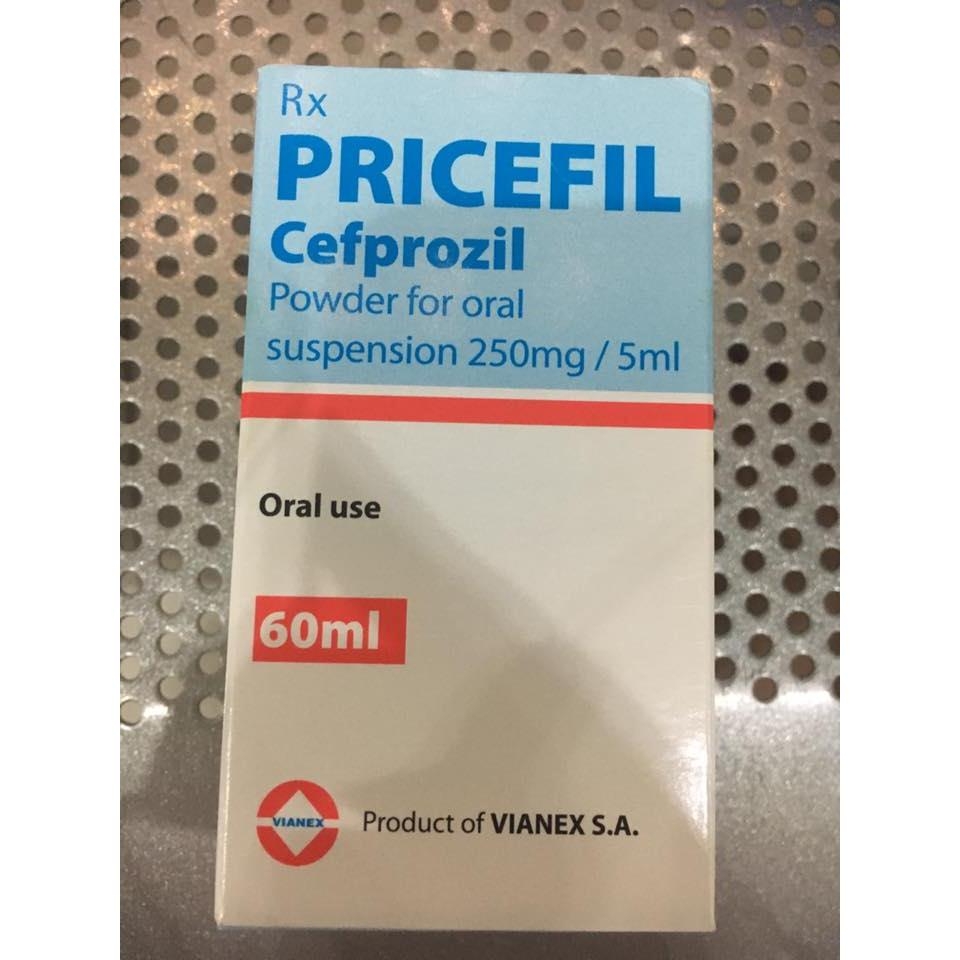 Rx
PRICEFIL
Cefprozil
Powder for oral
suspension 250mg / 5ml
Oral use
60ml
VIANEX
Product of VIANEX S.A.